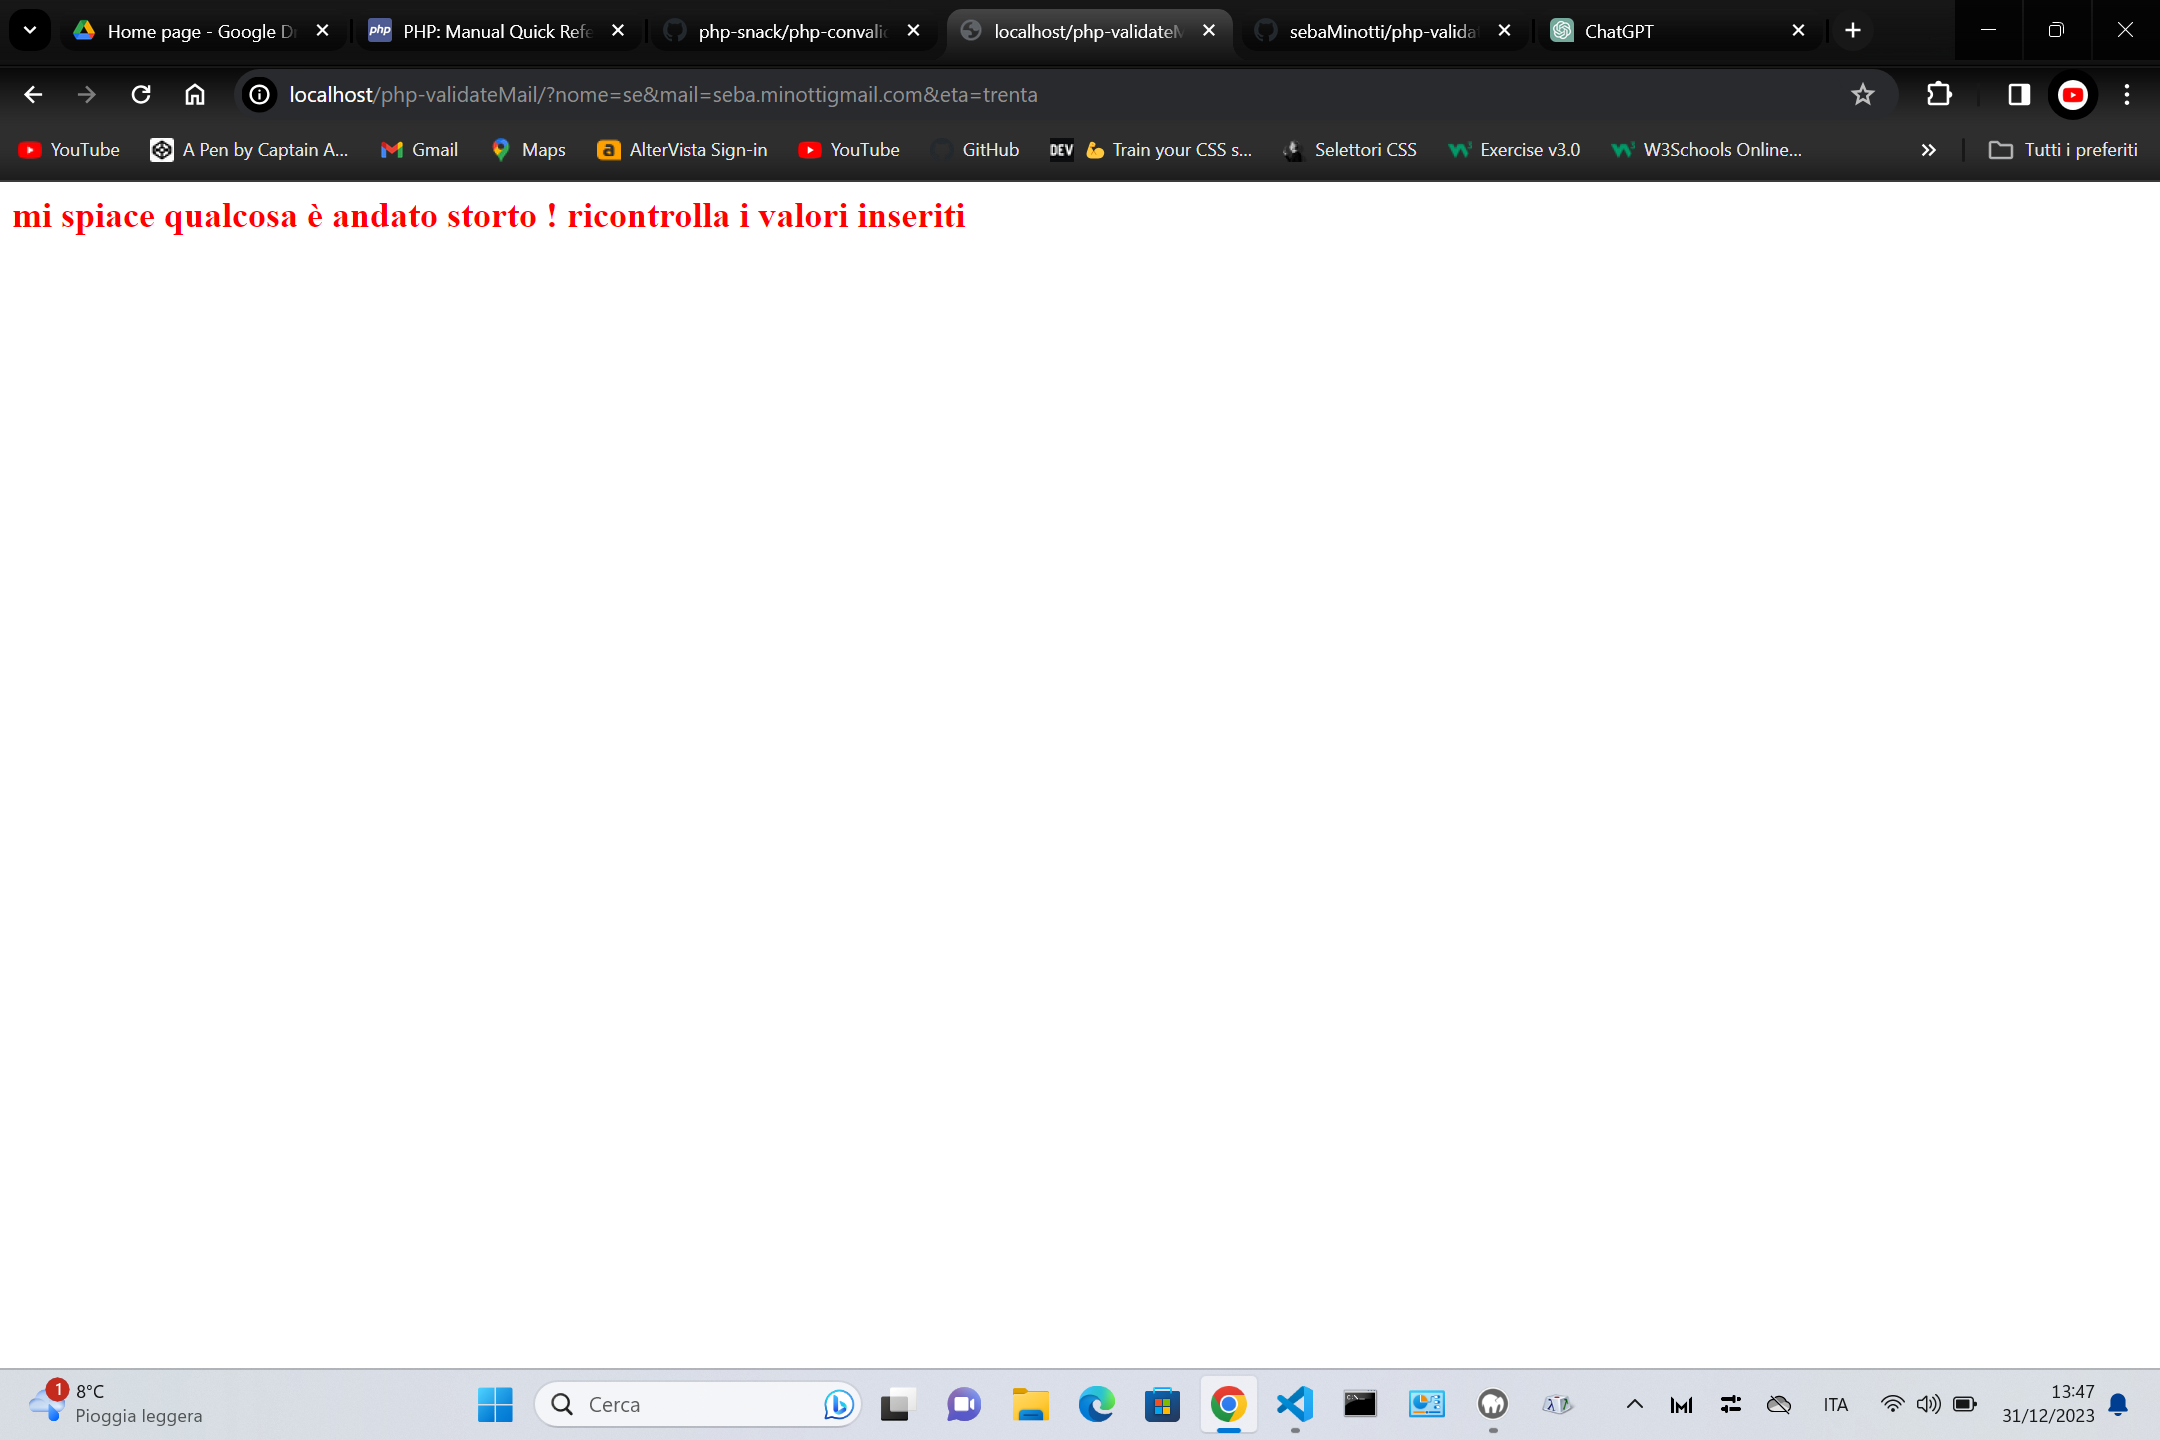 Home page - Google D
php
PHP: Manual Quick Refe
php-snack/php-convalid
localhost/php-validateM
sebaMinotti/php-valida
ChatGPT
localhost/php-validateMail/?nome=se&mail=seba.minottigmail.com&eta=trenta
YouTube
A Pen by Captain A...
Gmail
Maps
a
AlterVista Sign-in
YouTube
GitHub
DEV
Train your CSS s...
Selettori CSS
Exercise v3.0
W3Schools Online...
Tutti i preferiti
mi spiace qualcosa è andato storto ! ricontrolla i valori inseriti
1
8°C
Pioggia leggera
Cerca
ITA
13:47
31/12/2023